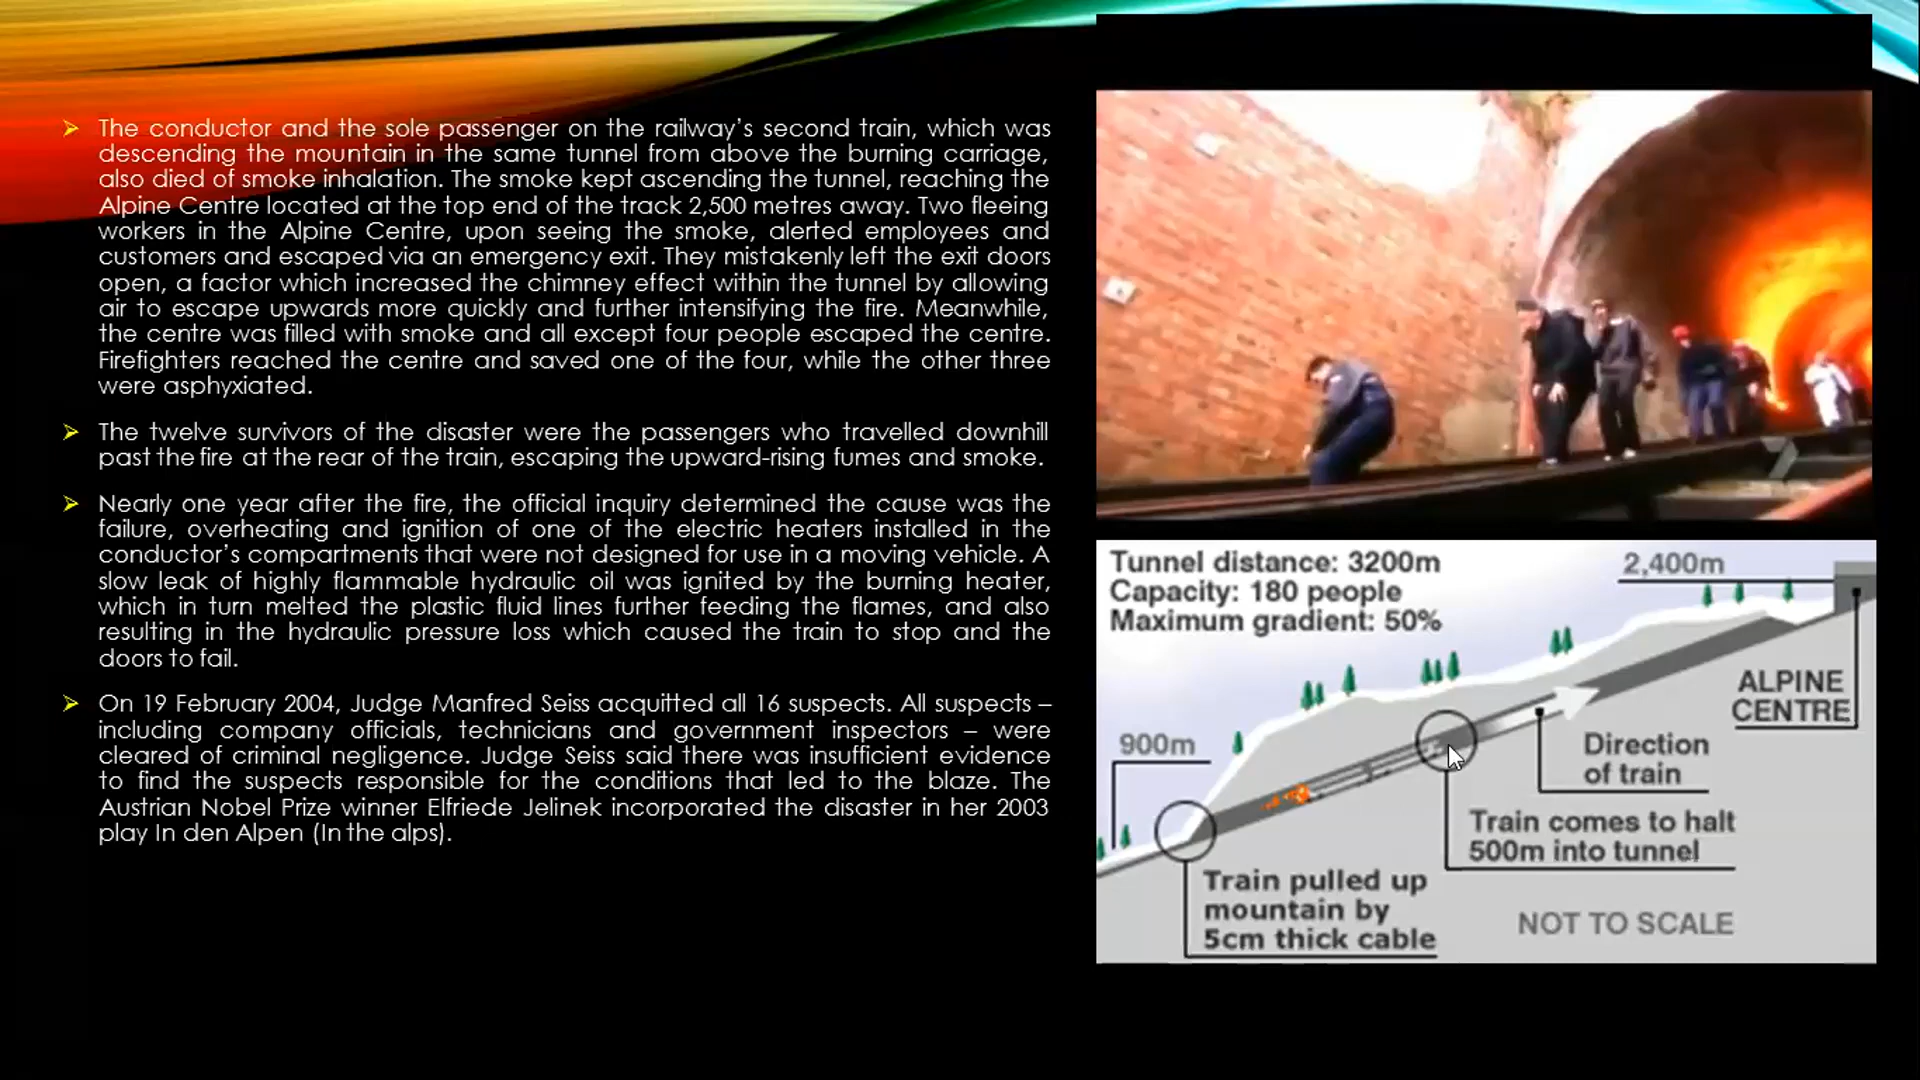 The conductor and the sole passenger on the railway's second train, which was
descending the mountain in the same tunnel from above the burning carriage,
also died of smoke inhalation. The smoke kept ascending the tunnel, reaching the
Alpine Centre located at the top end of the track 2,500 metres away. Two fleeing
workers in the Alpine Centre, upon seeing the smoke, alerted employees and
customers and escaped via an emergency exit. They mistakenly left the exit doors
open, a factor which increased the chimney effect within the tunnel by allowing
air to escape upwards more quickly and further intensifying the fire. Meanwhile,
the centre was filled with smoke and all except four people escaped the centre.
Firefighters reached the centre and saved one of the four, while the other three
were asphyxiated.
The twelve survivors of the disaster were the passengers who travelled downhill
past the fire at the rear of the train, escaping the upward-rising fumes and smoke.
Nearly one year after the fire, the official inquiry determined the cause was the
failure, overheating and ignition of one of the electric heaters installed in the
conductor's compartments that were not designed for use in a moving vehicle. A
slow leak of highly flammable hydraulic oil was ignited by the burning heater,
which in turn melted the plastic fluid lines further feeding the flames, and also
resulting in the hydraulic pressure loss which caused the train to stop and the
doors to fail.
On 19 February 2004, Judge Manfred Seiss acquitted all 16 suspects. All suspects –
including company officials, technicians and government inspectors – were
cleared of criminal negligence. Judge Seiss said there was insufficient evidence
to find the suspects responsible for the conditions that led to the blaze. The
Austrian Nobel Prize winner Elfriede Jelinek incorporated the disaster in her 2003
play In den Alpen (In the alps).
Tunnel distance: 3200m
Capacity: 180 people
Maximum gradient: 50%
2,400m
ALPINE
CENTRE
900m
Direction
of train
Train comes to halt
500m into tunnel
Train pulled up
mountain by
5cm thick cable
NOT TO SCALE